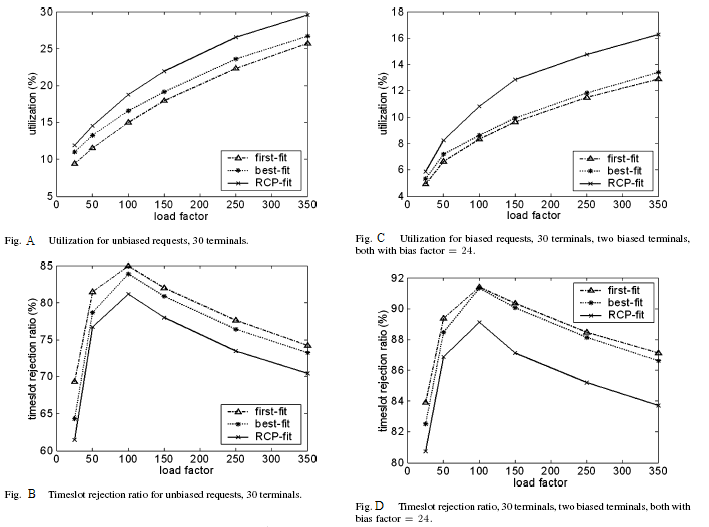 30
25
20
15
10
5
utilization (%)
first-fit
best-fit
RCP-fit
0 50 100 150 200 250 300 350
load factor
Fig. A Utilization for unbiased requests, 30 terminals.
18
16
14
12
10
8
6
4
utilization (%)
first-fit
best-fit
RCP-fit
0 50 100 150 200 250 300 350
load factor
Fig. C Utilization for biased requests, 30 terminals, two biased terminals,
both with bias factor = 24.
85
80
75
70
65
60
timeslot rejection ratio (%)
first-fit
best-fit
RCP-fit
0 50 100 150 200 250 300 350
load factor
Fig. B Timeslot rejection ratio for unbiased requests, 30 terminals.
92
90
88
86
84
82
80
timeslot rejection ratio (%)
first-fit
best-fit
RCP-fit
0 50 100 150 200 250 300 350
load factor
Fig. D Timeslot rejection ratio, 30 terminals, two biased terminals, both with
bias factor = 24.